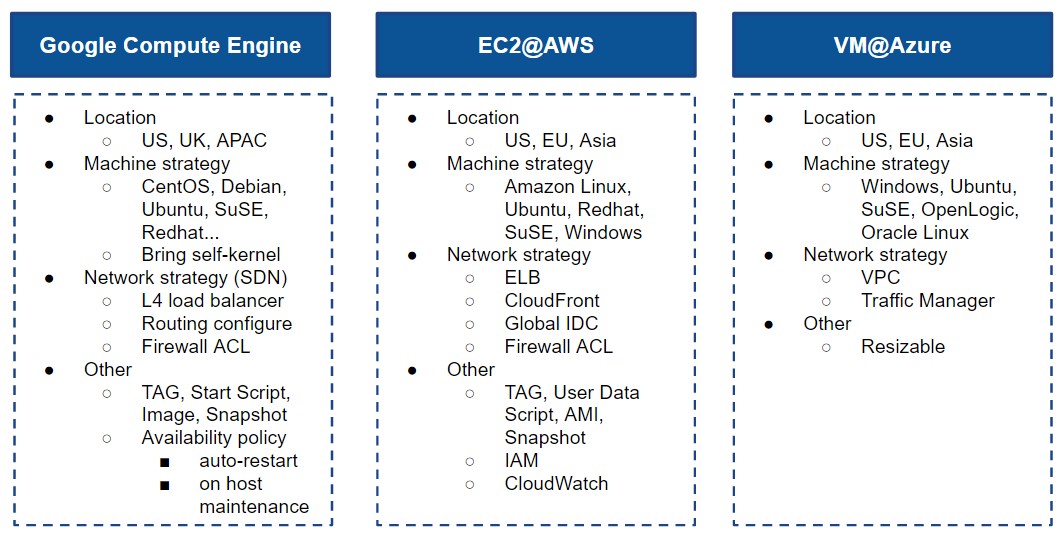 Google Compute Engine
● Location
○ US, UK, APAC
● Machine strategy
○ CentOS, Debian,
Ubuntu, SuSE,
Redhat...
○ Bring self-kernel
● Network strategy (SDN)
○ L4 load balancer
○ Routing configure
○ Firewall ACL
● Other
○ TAG, Start Script,
Image, Snapshot
○ Availability policy
■ auto-restart
■ on host
maintenance
EC2@AWS
● Location
○ US, EU, Asia
● Machine strategy
○ Amazon Linux,
Ubuntu, Redhat,
SuSE, Windows
● Network strategy
○ ELB
○ CloudFront
○ Global IDC
○ Firewall ACL
● Other
○ TAG, User Data
Script, AMI,
Snapshot
○ IAM
○ CloudWatch
VM@Azure
● Location
○ US, EU, Asia
● Machine strategy
○ Windows, Ubuntu,
SuSE, OpenLogic,
Oracle Linux
● Network strategy
○ VPC
○ Traffic Manager
● Other
○ Resizable